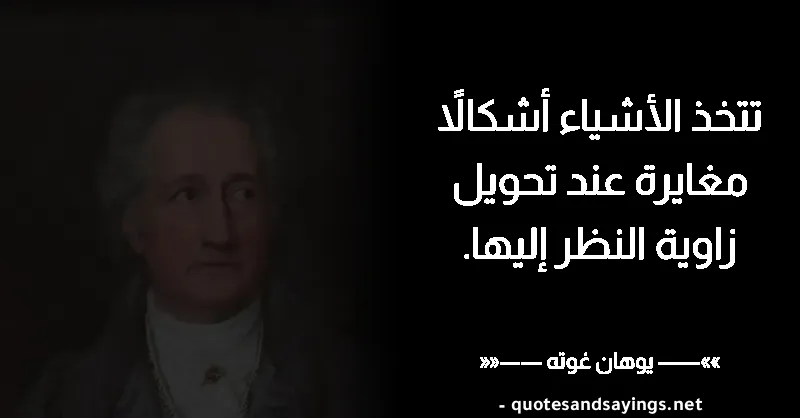 تتخذ الأشياء أشكالًا
مغايرة عند تحويل
زاوية النظر إليها.
»»—— يوهان غوته ——««
- quotesandsayings.net